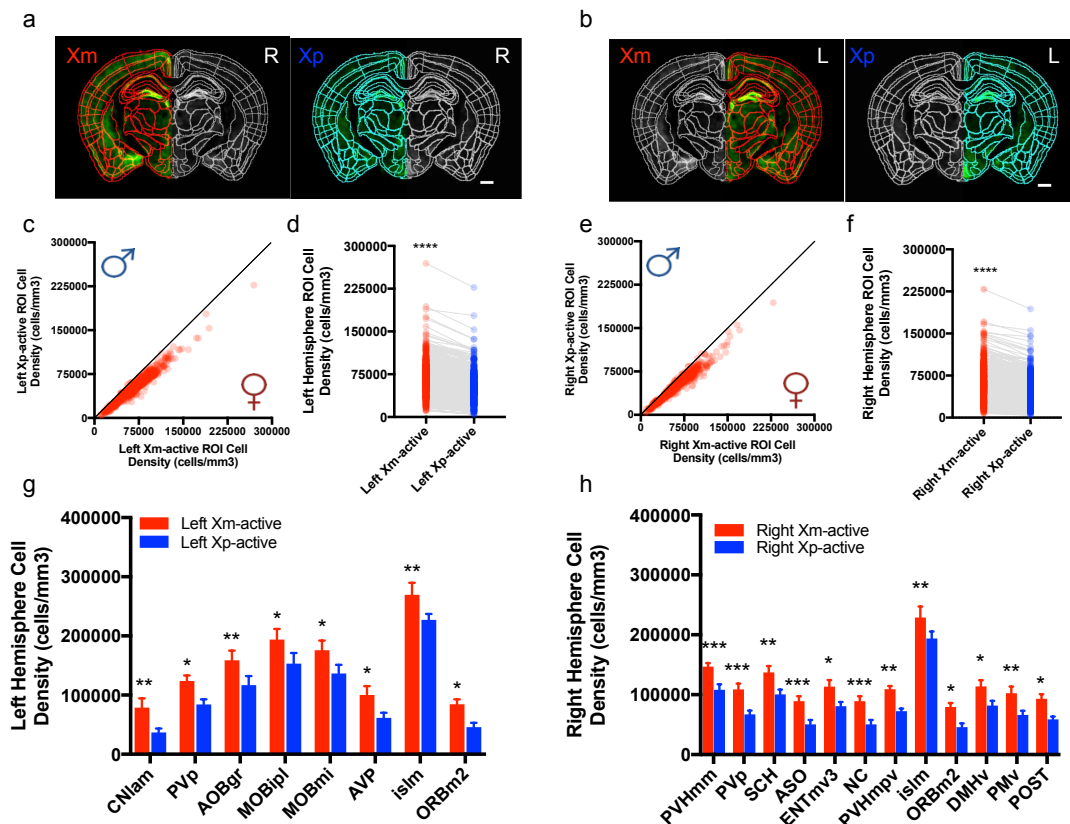 a
Xm
R
Xp
R
b
Xm
L
Xp
L
c
300000
225000
150000
75000
0
0
75000
150000
225000
300000
Left Xp-active ROI Cell
Density (cells/mm3)
Left Xm-active ROI Cell
Density (cells/mm3)
d
300000
225000
150000
75000
0
****
Left Hemisphere ROI Cell
Density (cells/mm3)
Left Xm-active
Left Xp-active
e
300000
225000
150000
75000
0
0
75000
150000
225000
300000
Right Xp-active ROI Cell
Density (cells/mm3)
Right Xm-active ROI Cell
Density (cells/mm3)
f
300000
225000
150000
75000
0
****
Right Hemisphere ROI Cell
Density (cells/mm3)
Right Xm-active
Right Xp-active
g
400000
300000
200000
100000
0
Left Hemisphere Cell
Density (cells/mm3)
Left Xm-active
Left Xp-active
**
*
**
*
*
*
**
*
CNlam
PVp
AOBgr
MOBipl
MOBmi
AVP
islm
ORBm2
h
400000
300000
200000
100000
0
Right Hemisphere Cell
Density (cells/mm3)
Right Xm-active
Right Xp-active
***
***
**
***
*
***
**
**
*
*
**
*
PVHmm
PVp
SCH
ASO
ENTmv3
NC
PVHmpv
islm
ORBm2
DMHv
PMv
POST